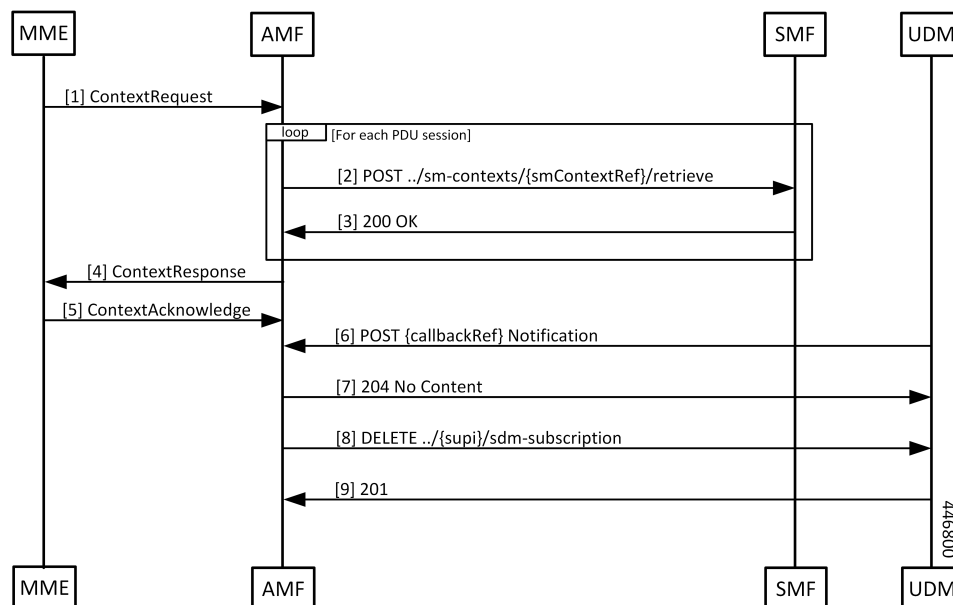 MME
AMF
SMF
UDM
[1] ContextRequest
loop
[For each PDU session]
[2] POST ../sm-contexts/{smContextRef}/retrieve
[3] 200 OK
[4] ContextResponse
[5] ContextAcknowledge
[6] POST {callbackRef} Notification
[7] 204 No Content
[8] DELETE ../{supi}/sdm-subscription
[9] 201
446800
MME
AMF
SMF
UDM